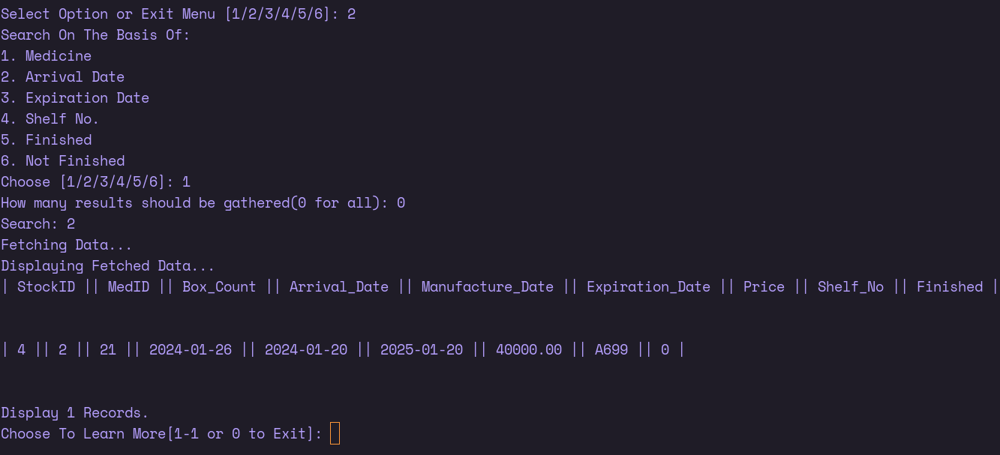 Select Option or Exit Menu [1/2/3/4/5/6]: 2
Search On The Basis Of:
1. Medicine
2. Arrival Date
3. Expiration Date
4. Shelf No.
5. Finished
6. Not Finished
Choose [1/2/3/4/5/6]: 1
How many results should be gathered(0 for all): 0
Search: 2
Fetching Data...
Displaying Fetched Data...
| StockID || MedID || Box_Count || Arrival_Date || Manufacture_Date || Expiration_Date || Price || Shelf_No || Finished |
| 4 || 2 || 21 || 2024-01-26 || 2024-01-20 || 2025-01-20 || 40000.00 || A699 || 0 |
Display 1 Records.
Choose To Learn More[1-1 or 0 to Exit]: